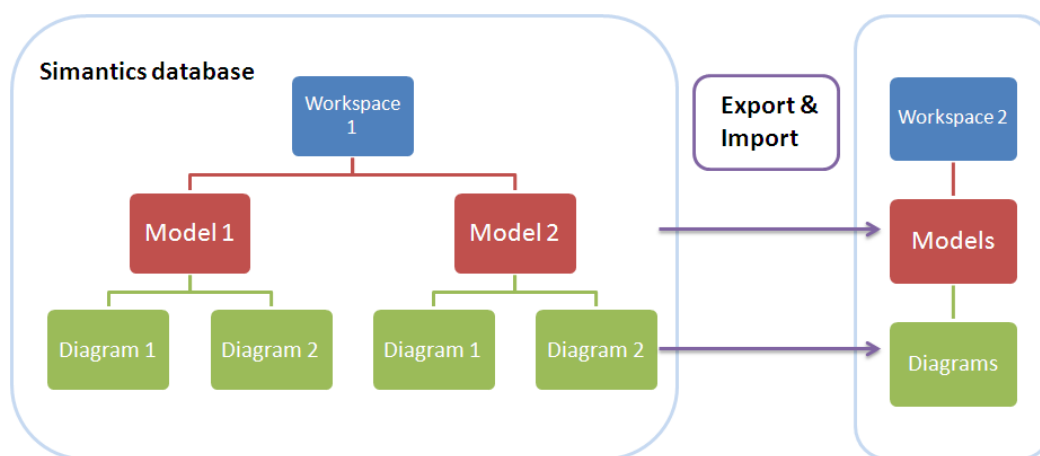 Simantics database
Workspace
1
Export &
Import
Workspace 2
Model 1
Model 2
Models
Diagram 1
Diagram 2
Diagram 1
Diagram 2
Diagrams